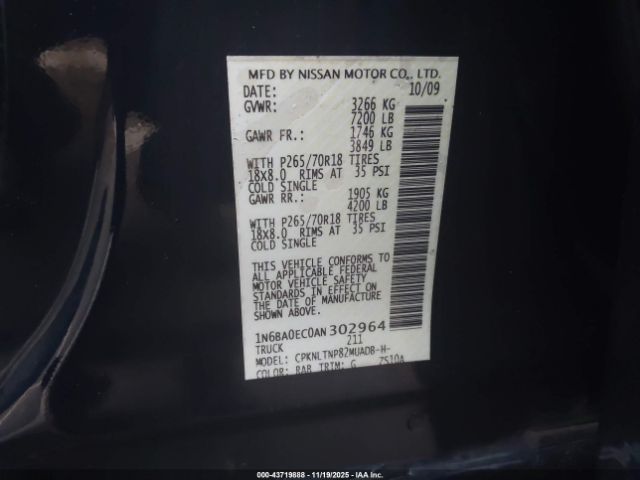 MFD BY NISSAN MOTOR CO., LTD.
DATE: 10/09
GVWR: 3266 KG
7200 LB
GAWR FR.: 1746 KG
3849 LB
WITH P265/70R18 TIRES
18X8.0 RIMS AT 35 PSI
COLD SINGLE
GAWR RR.: 1905 KG
4200 LB
WITH P265/70R18 TIRES
18X8.0 RIMS AT 35 PSI
COLD SINGLE
THIS VEHICLE CONFORMS TO
ALL APPLICABLE FEDERAL
MOTOR VEHICLE SAFETY
STANDARDS IN EFFECT ON
THE DATE OF MANUFACTURE
SHOWN ABOVE.
1N6BA0EC0AN302964
TRUCK 211
MODEL: CPKNLTNP82MUADB-H-
COLOR: RAB TRIM: G ZS10A
000-43719888 - 11/19/2025 - IAAI.COM